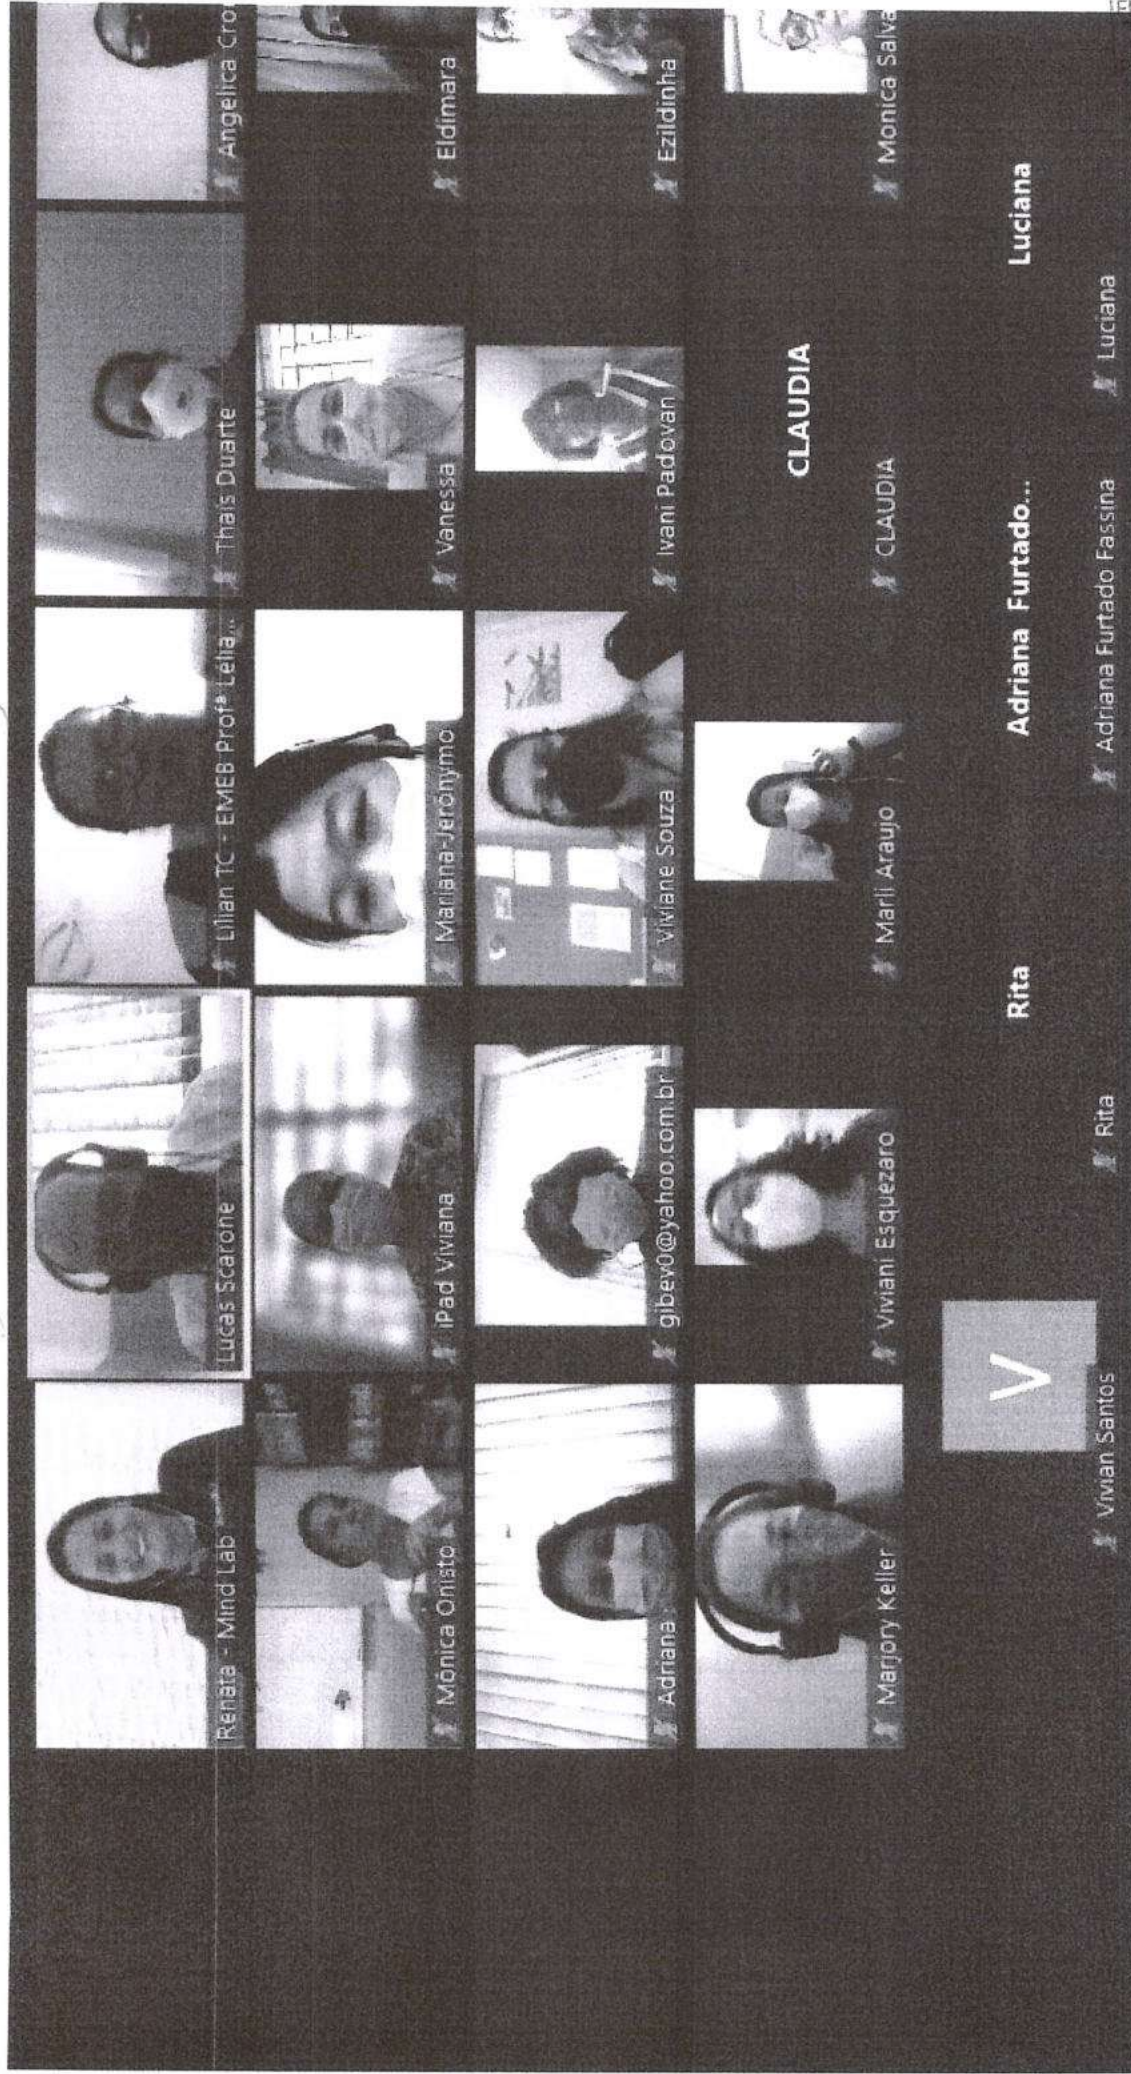 Renata - Mind Lab
Lucas Scarone
Lilian TC - EMEB Profª Lélia...
Thais Duarte
Angelica Cro
Mônica Onisto
iPad Viviana
Mariana Jeronymo
Vanessa
Eldimara
Adriana
gibev0@yahoo.com.br
Viviane Souza
Ivani Padovan
Ezildinha
Marjory Keller
Viviani Esquezaro
Marli Araujo
CLAUDIA
CLAUDIA
Monica Salva
V
Vivian Santos
Rita
Rita
Adriana Furtado...
Adriana Furtado Fassina
Luciana
Luciana